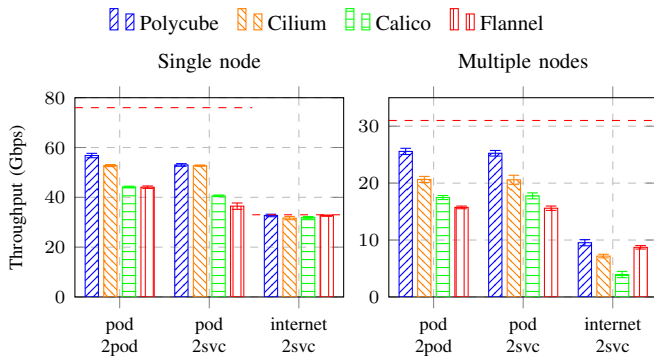 Polycube Cilium Calico Flannel
Single node
Multiple nodes
Throughput (Gbps)
80
60
40
20
0
30
20
10
0
pod
2pod
pod
2svc
internet
2svc
pod
2pod
pod
2svc
internet
2svc